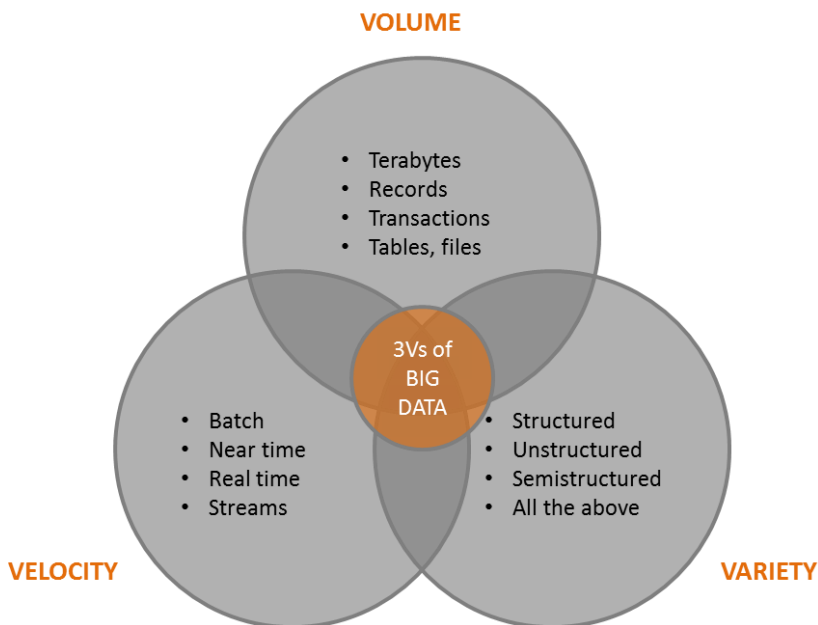 VOLUME
• Terabytes
• Records
• Transactions
• Tables, files
3Vs of
BIG
DATA
• Batch
• Near time
• Real time
• Streams
• Structured
• Unstructured
• Semistructured
• All the above
VELOCITY
VARIETY